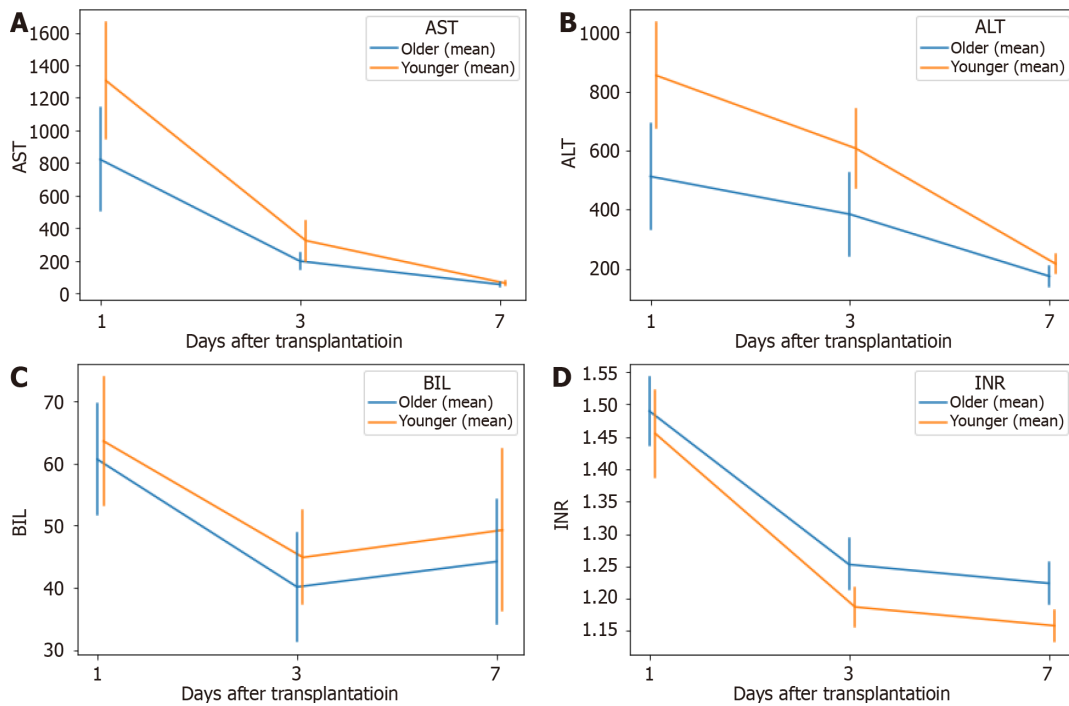 A
AST
Older (mean)
Younger (mean)
1600
1400
1200
1000
800
600
400
200
0
AST
1 3 7
Days after transplantatioin
B
ALT
Older (mean)
Younger (mean)
1000
800
600
400
200
ALT
1 3 7
Days after transplantatioin
C
BIL
Older (mean)
Younger (mean)
70
60
50
40
30
BIL
1 3 7
Days after transplantatioin
D
INR
Older (mean)
Younger (mean)
1.55
1.50
1.45
1.40
1.35
1.30
1.25
1.20
1.15
INR
1 3 7
Days after transplantatioin